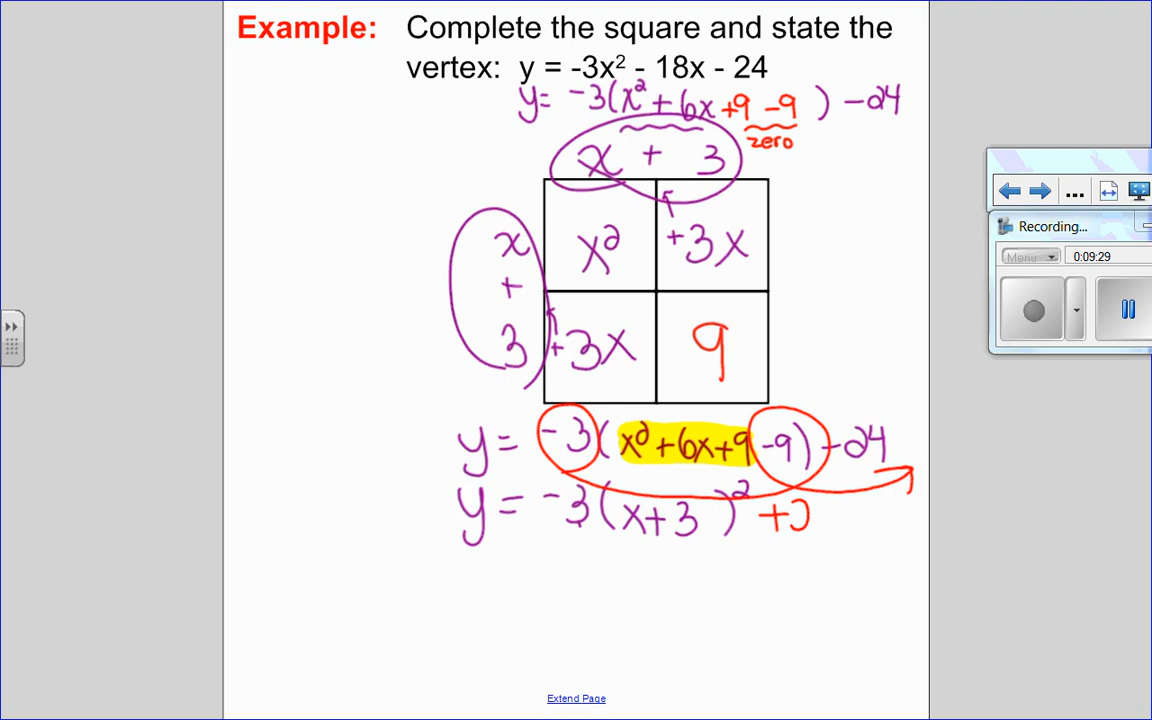 Example: Complete the square and state the
vertex: y = -3x² - 18x - 24
y= -3(x²+6x+9-9) -24
zero
x + 3
x
+
3
x² +3x
+3x 9
y= -3(x²+6x+9-9)-24
y= -3(x+3)²
Recording...
Menu
0:09:29
Extend Page